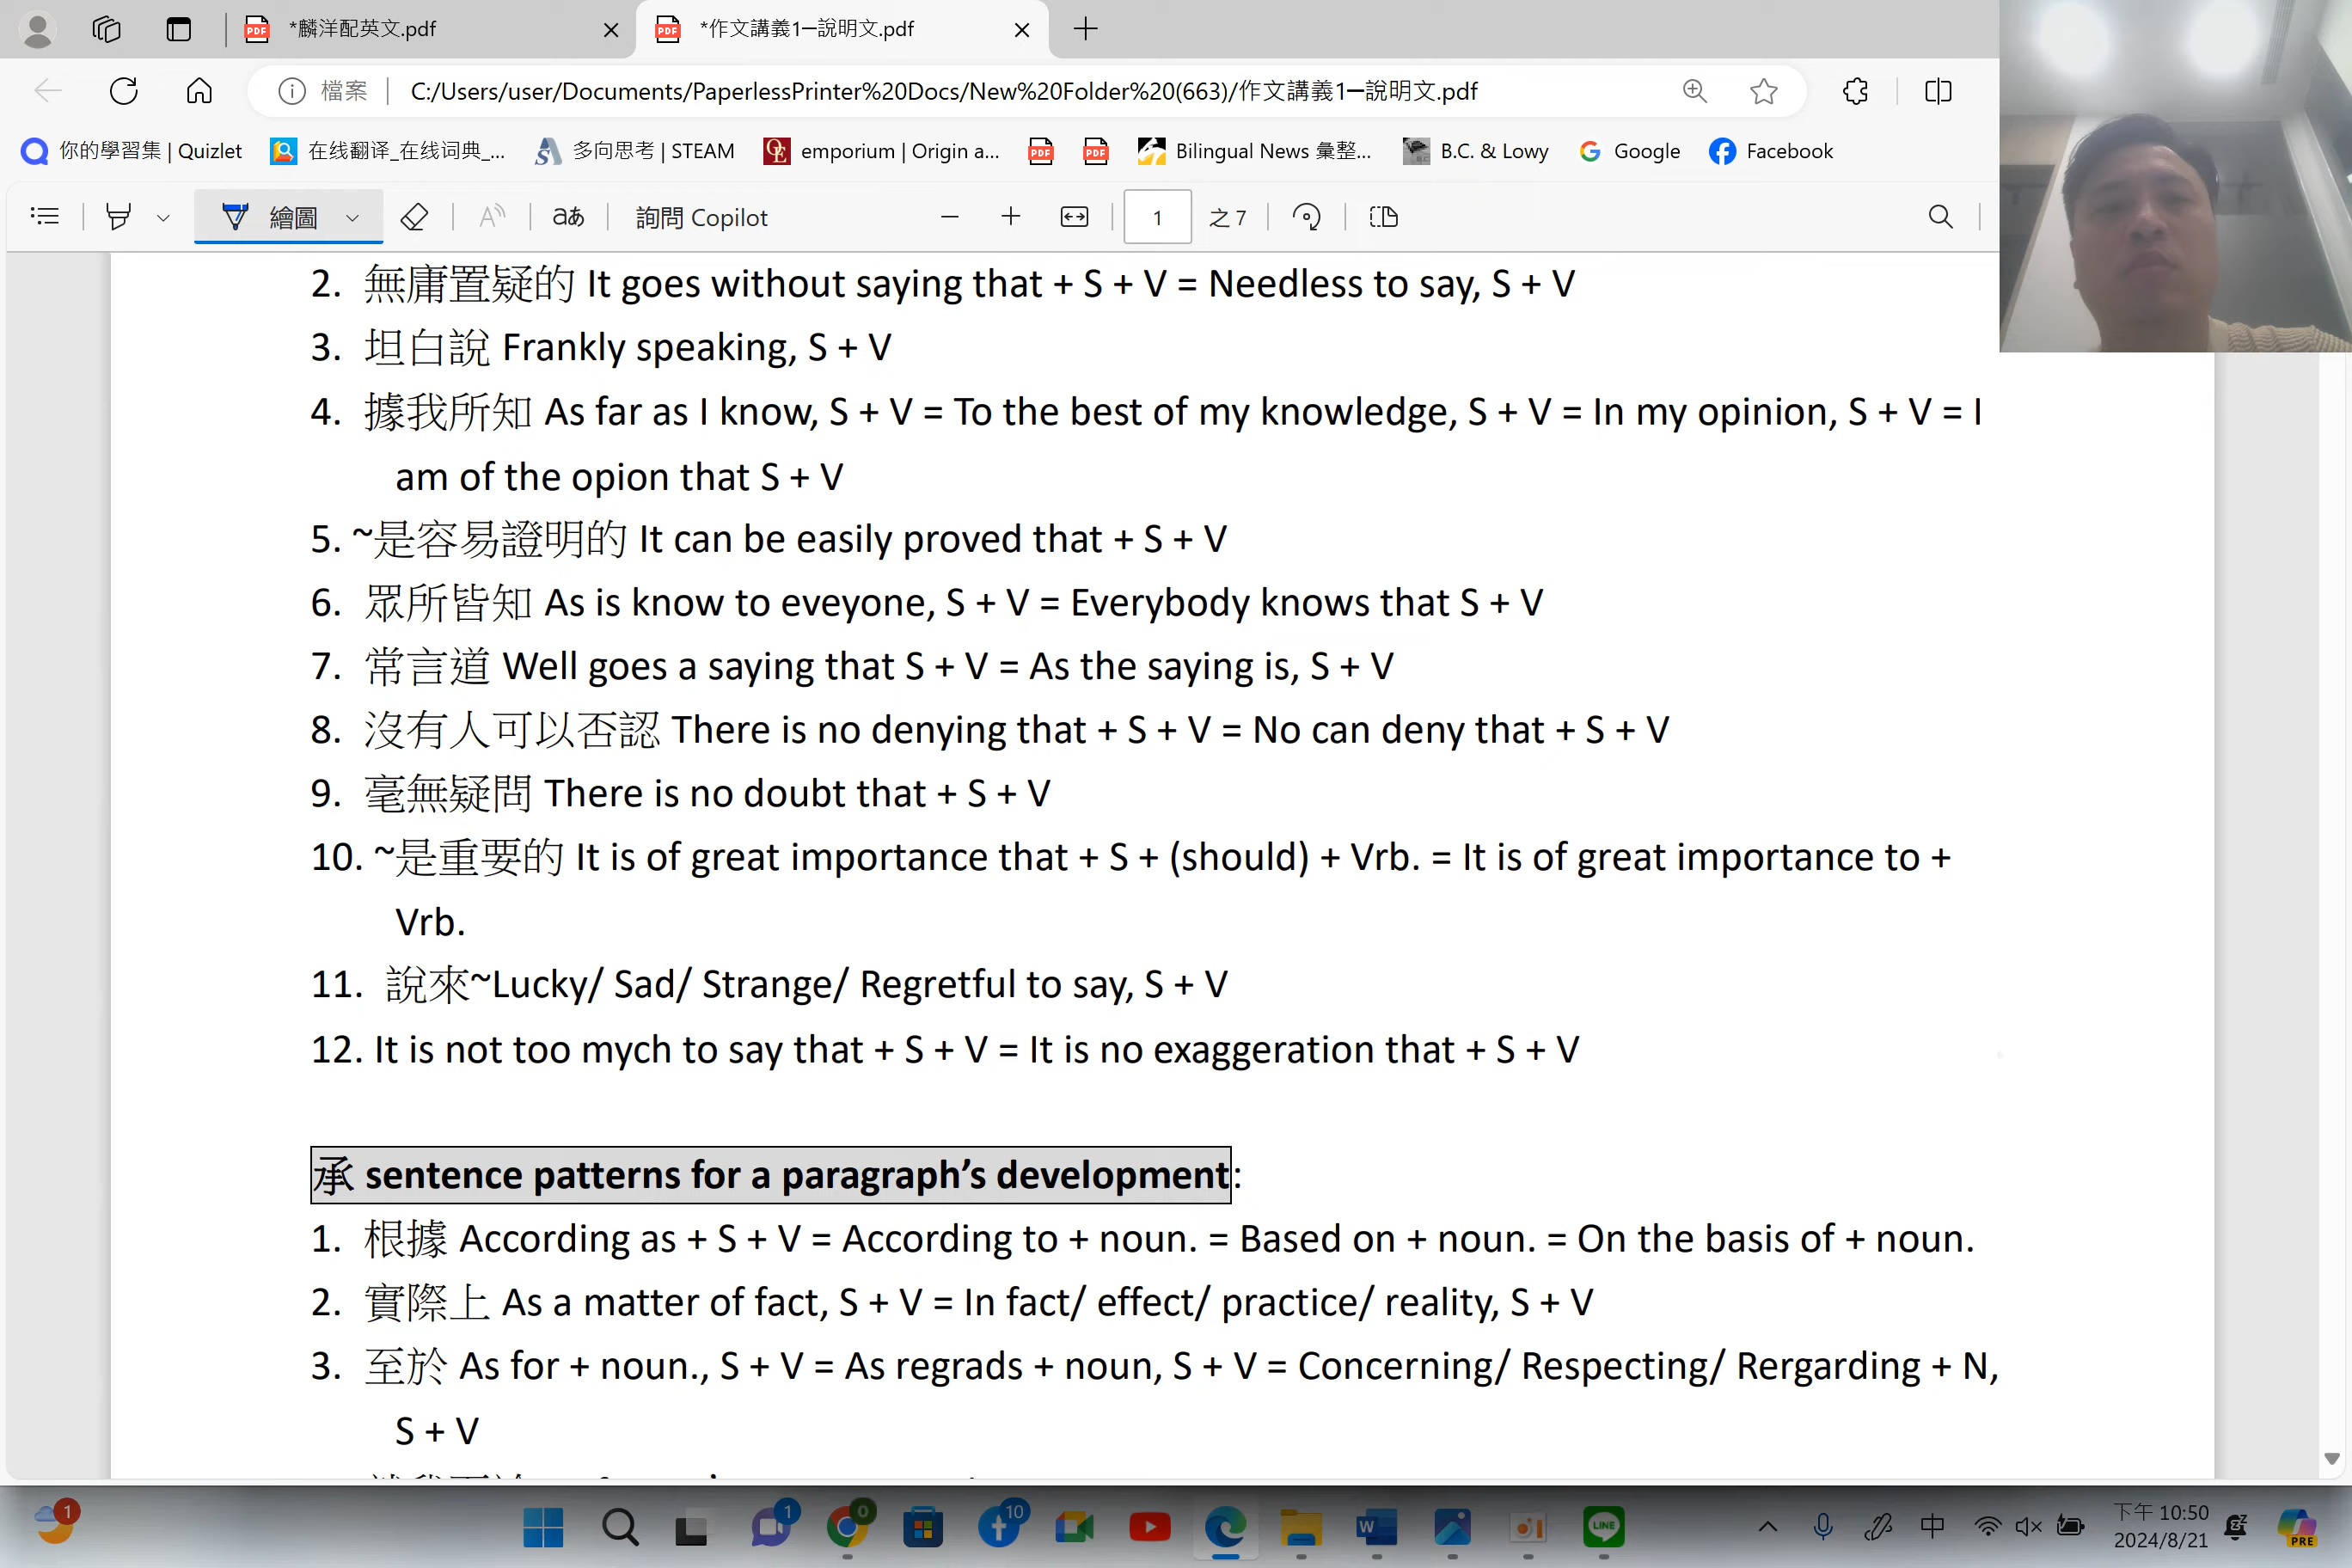 *麟洋配英文.pdf
*作文講義1—說明文.pdf
檔案 C:/Users/user/Documents/PaperlessPrinter%20Docs/New%20Folder%20(663)/作文講義1—說明文.pdf
你的學習集 | Quizlet 在线翻译_在线词典_... 多向思考 | STEAM emporium | Origin a... Bilingual News 彙整... B.C. & Lowy Google Facebook
繪圖 aあ 詢問 Copilot 1 之 7
2. 無庸置疑的 It goes without saying that + S + V = Needless to say, S + V
3. 坦白說 Frankly speaking, S + V
4. 據我所知 As far as I know, S + V = To the best of my knowledge, S + V = In my opinion, S + V = I
am of the opion that S + V
5. ~是容易證明的 It can be easily proved that + S + V
6. 眾所皆知 As is know to eveyone, S + V = Everybody knows that S + V
7. 常言道 Well goes a saying that S + V = As the saying is, S + V
8. 沒有人可以否認 There is no denying that + S + V = No can deny that + S + V
9. 毫無疑問 There is no doubt that + S + V
10. ~是重要的 It is of great importance that + S + (should) + Vrb. = It is of great importance to +
Vrb.
11. 說來~Lucky/ Sad/ Strange/ Regretful to say, S + V
12. It is not too mych to say that + S + V = It is no exaggeration that + S + V
承 sentence patterns for a paragraph’s development:
1. 根據 According as + S + V = According to + noun. = Based on + noun. = On the basis of + noun.
2. 實際上 As a matter of fact, S + V = In fact/ effect/ practice/ reality, S + V
3. 至於 As for + noun., S + V = As regrads + noun, S + V = Concerning/ Respecting/ Rergarding + N,
S + V
1 1 0 10 LINE 中 下午 10:50
2024/8/21 PRE